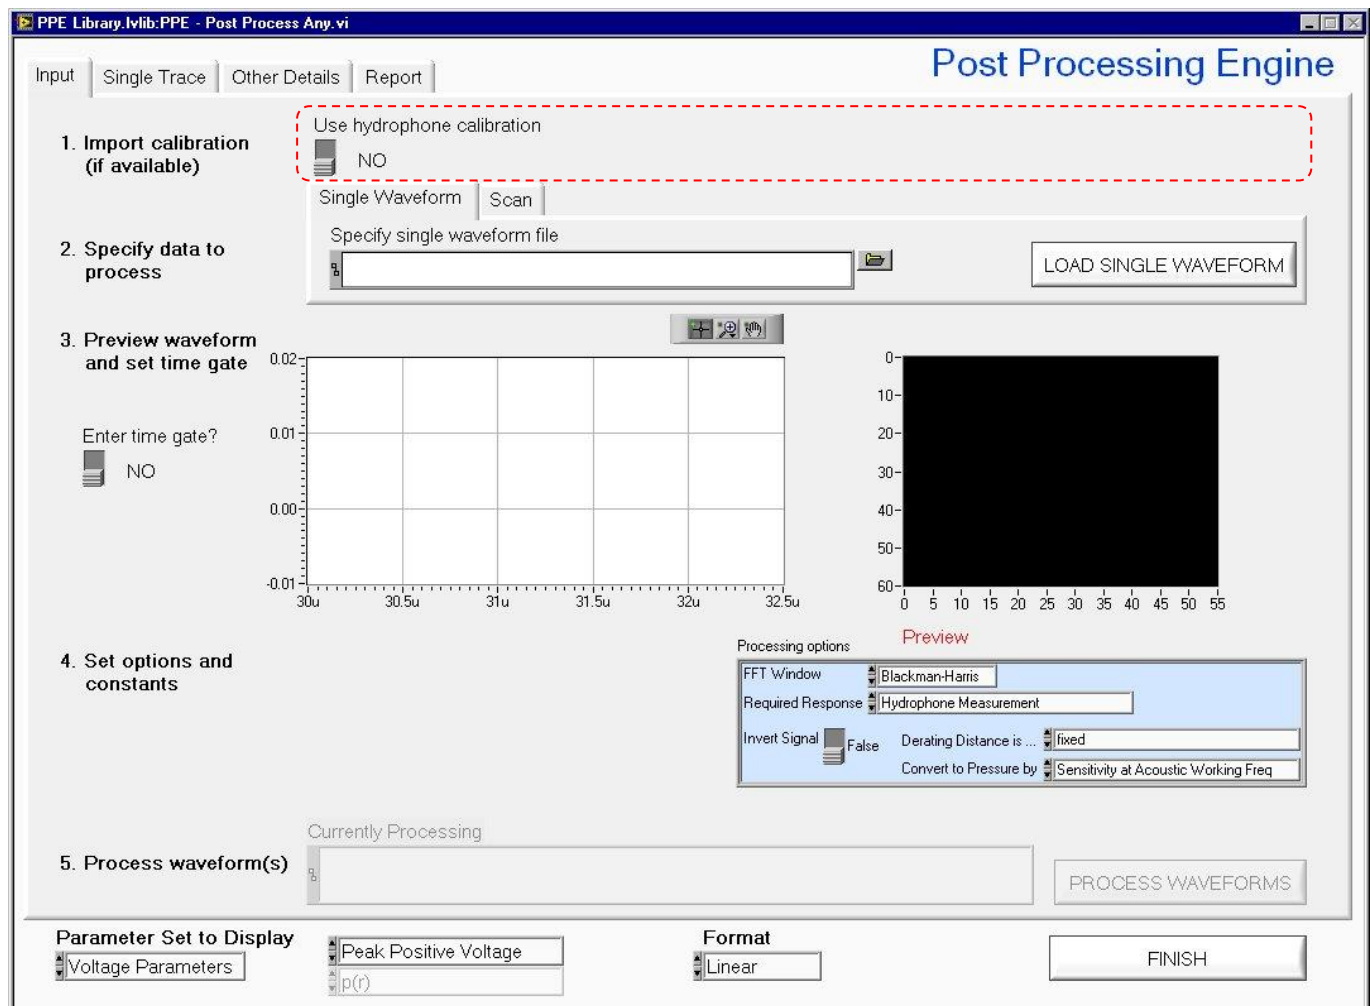 PPE Library.lvlib:PPE - Post Process Any.vi
Post Processing Engine
Input
Single Trace
Other Details
Report
1. Import calibration
(if available)
Use hydrophone calibration
NO
Single Waveform
Scan
2. Specify data to
process
Specify single waveform file
LOAD SINGLE WAVEFORM
3. Preview waveform
and set time gate
Enter time gate?
NO
0.02
0.01
0.00
-0.01
30u
30.5u
31u
31.5u
32u
32.5u
0
10
20
30
40
50
60
0 5 10 15 20 25 30 35 40 45 50 55
Preview
4. Set options and
constants
Processing options
FFT Window
Blackman-Harris
Required Response
Hydrophone Measurement
Invert Signal
False
Derating Distance is ...
fixed
Convert to Pressure by
Sensitivity at Acoustic Working Freq
5. Process waveform(s)
Currently Processing
PROCESS WAVEFORMS
Parameter Set to Display
Voltage Parameters
Peak Positive Voltage
p(r)
Format
Linear
FINISH